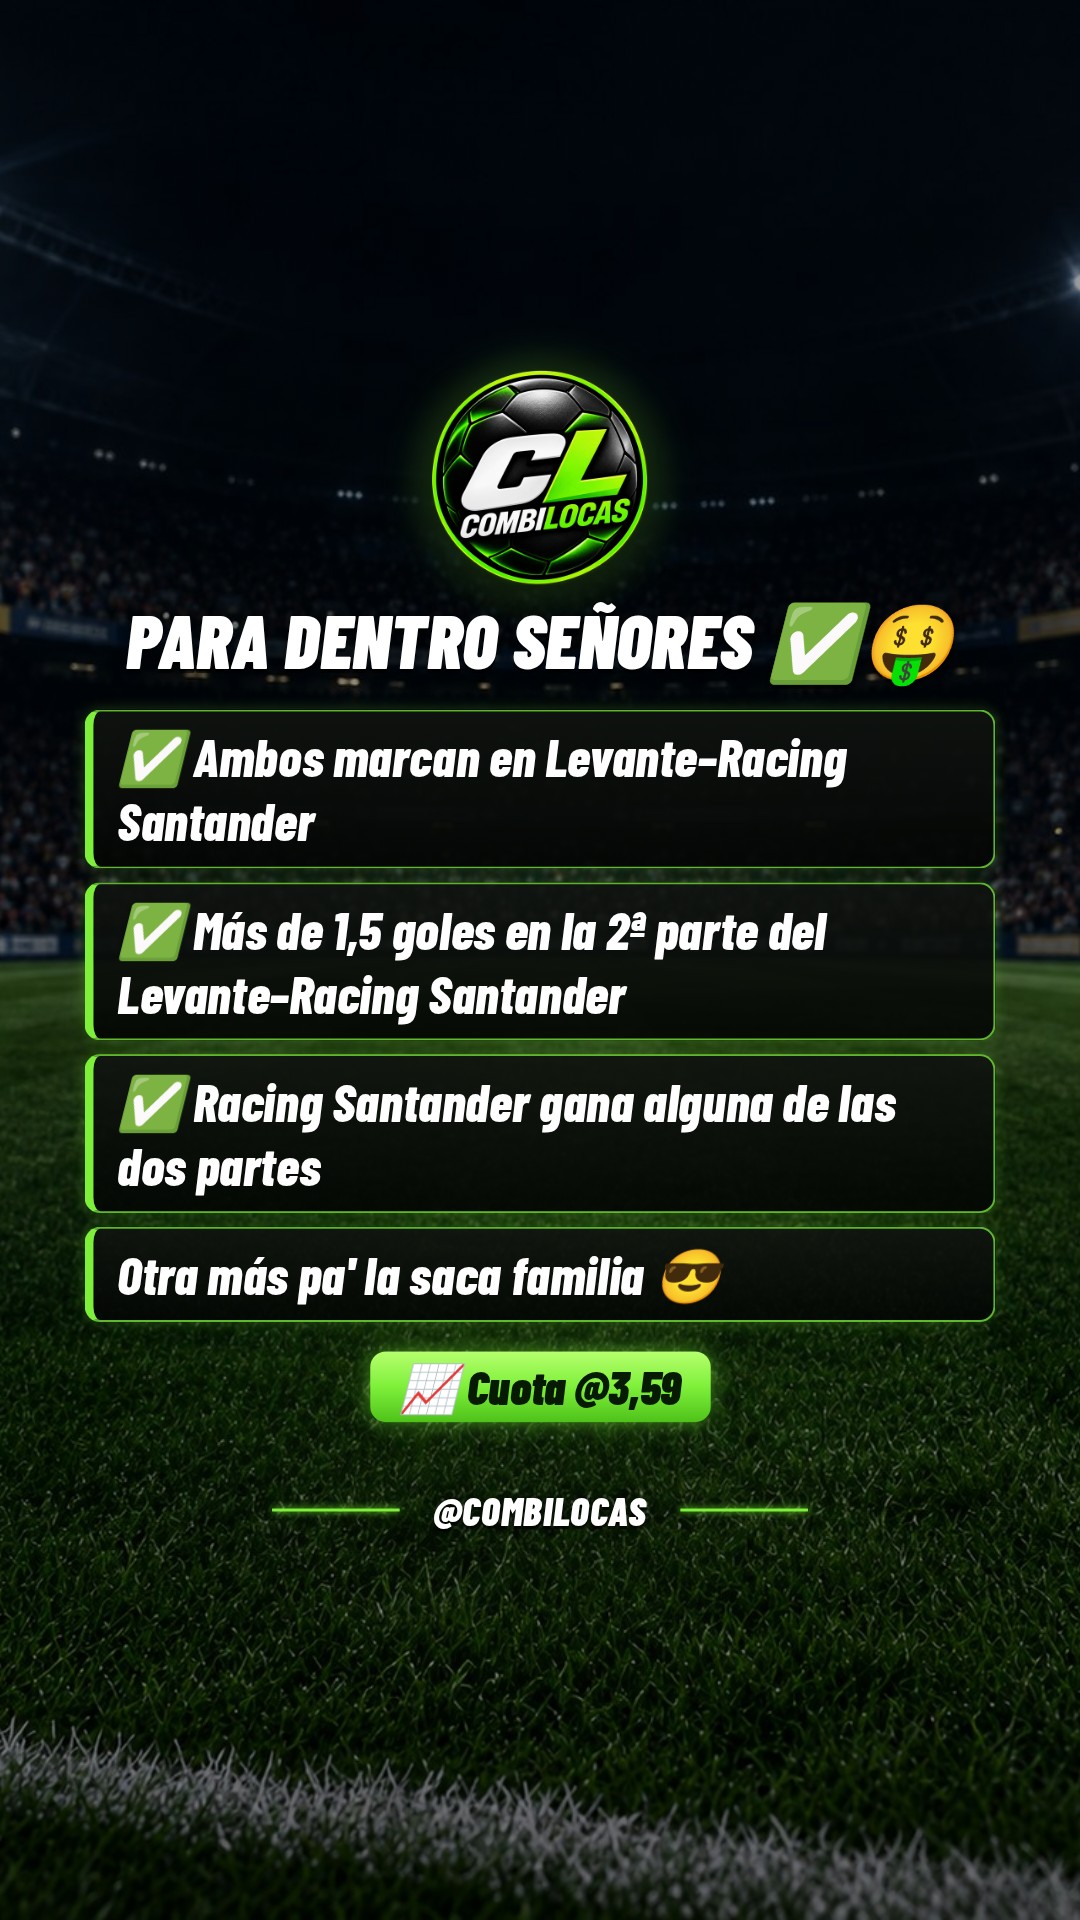 CL
COMBILOCAS
PARA DENTRO SEÑORES ✅🤑
✅ Ambos marcan en Levante-Racing
Santander
✅ Más de 1,5 goles en la 2ª parte del
Levante-Racing Santander
✅ Racing Santander gana alguna de las
dos partes
Otra más pa' la saca familia 😎
📈 Cuota @3,59
@COMBILOCAS